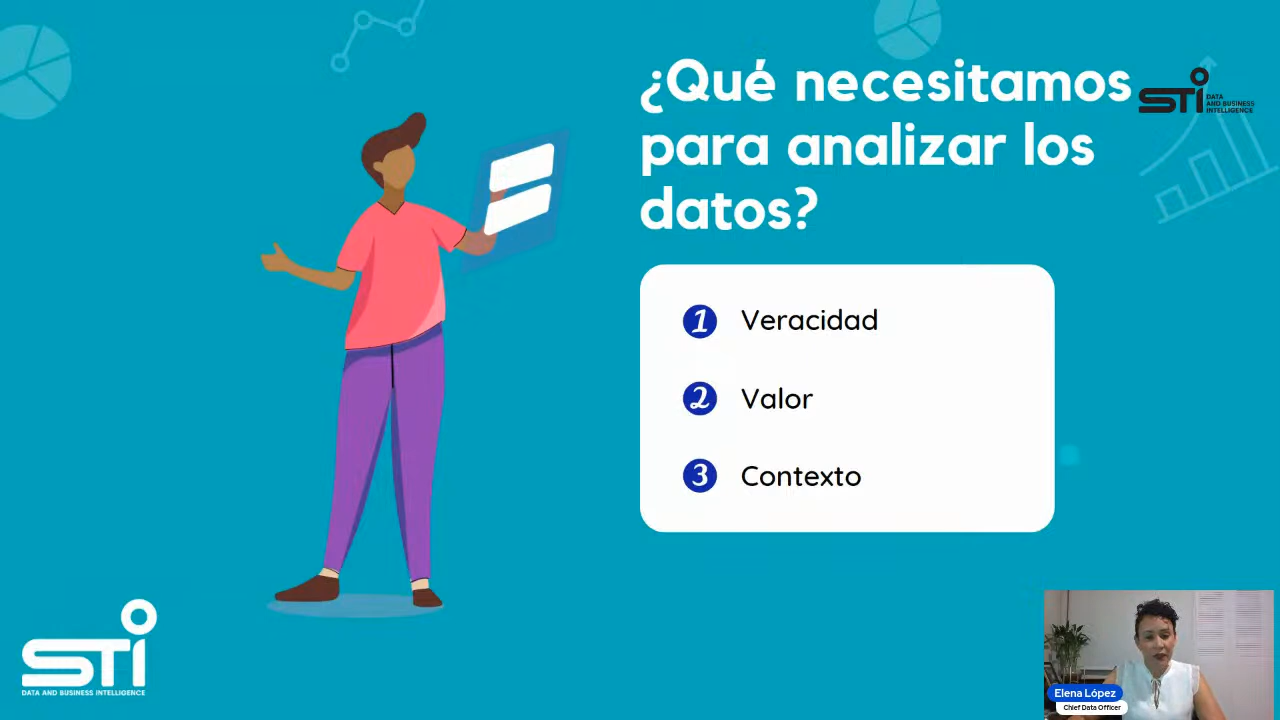 ¿Qué necesitamos
para analizar los
datos?
STi
DATA
AND BUSINESS
INTELLIGENCE
1 Veracidad
2 Valor
3 Contexto
STi
DATA AND BUSINESS INTELLIGENCE
Elena López
Chief Data Officer